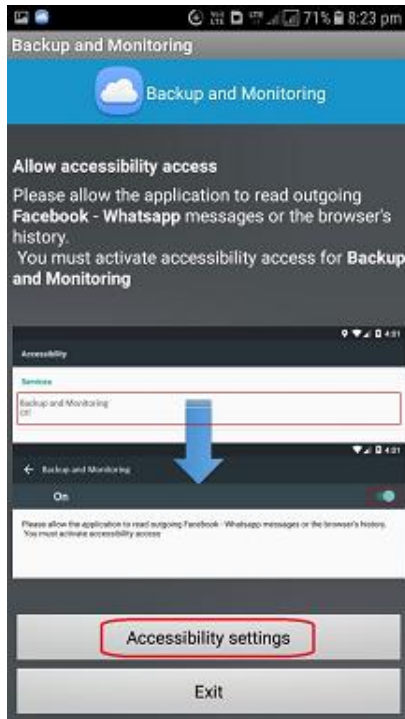 71% 8:23 pm
Backup and Monitoring
Backup and Monitoring
Allow accessibility access
Please allow the application to read outgoing
Facebook - Whatsapp messages or the browser's
history.
You must activate accessibility access for Backup
and Monitoring
4:01
Accessibility
Services
Backup and Monitoring
Off
4:01
Backup and Monitoring
On
Please allow the application to read outgoing Facebook - Whatsapp messages or the browser's history.
You must activate accessibility access
Accessibility settings
Exit